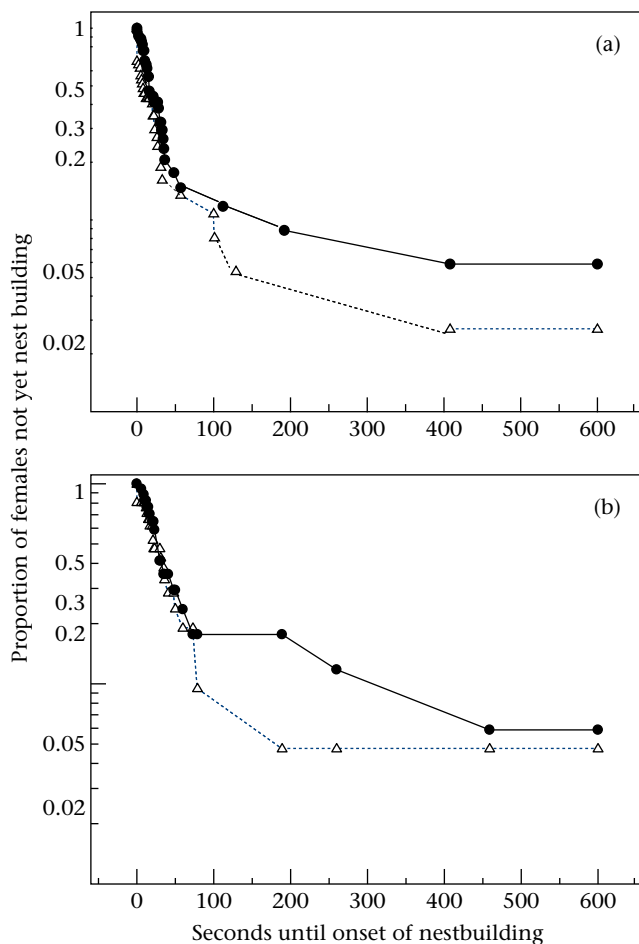 Proportion of females not yet nest building
(a)
1
0.5
0.3
0.2
0.05
0.02
0 100 200 300 400 500 600
(b)
1
0.5
0.3
0.2
0.05
0.02
0 100 200 300 400 500 600
Seconds until onset of nestbuilding